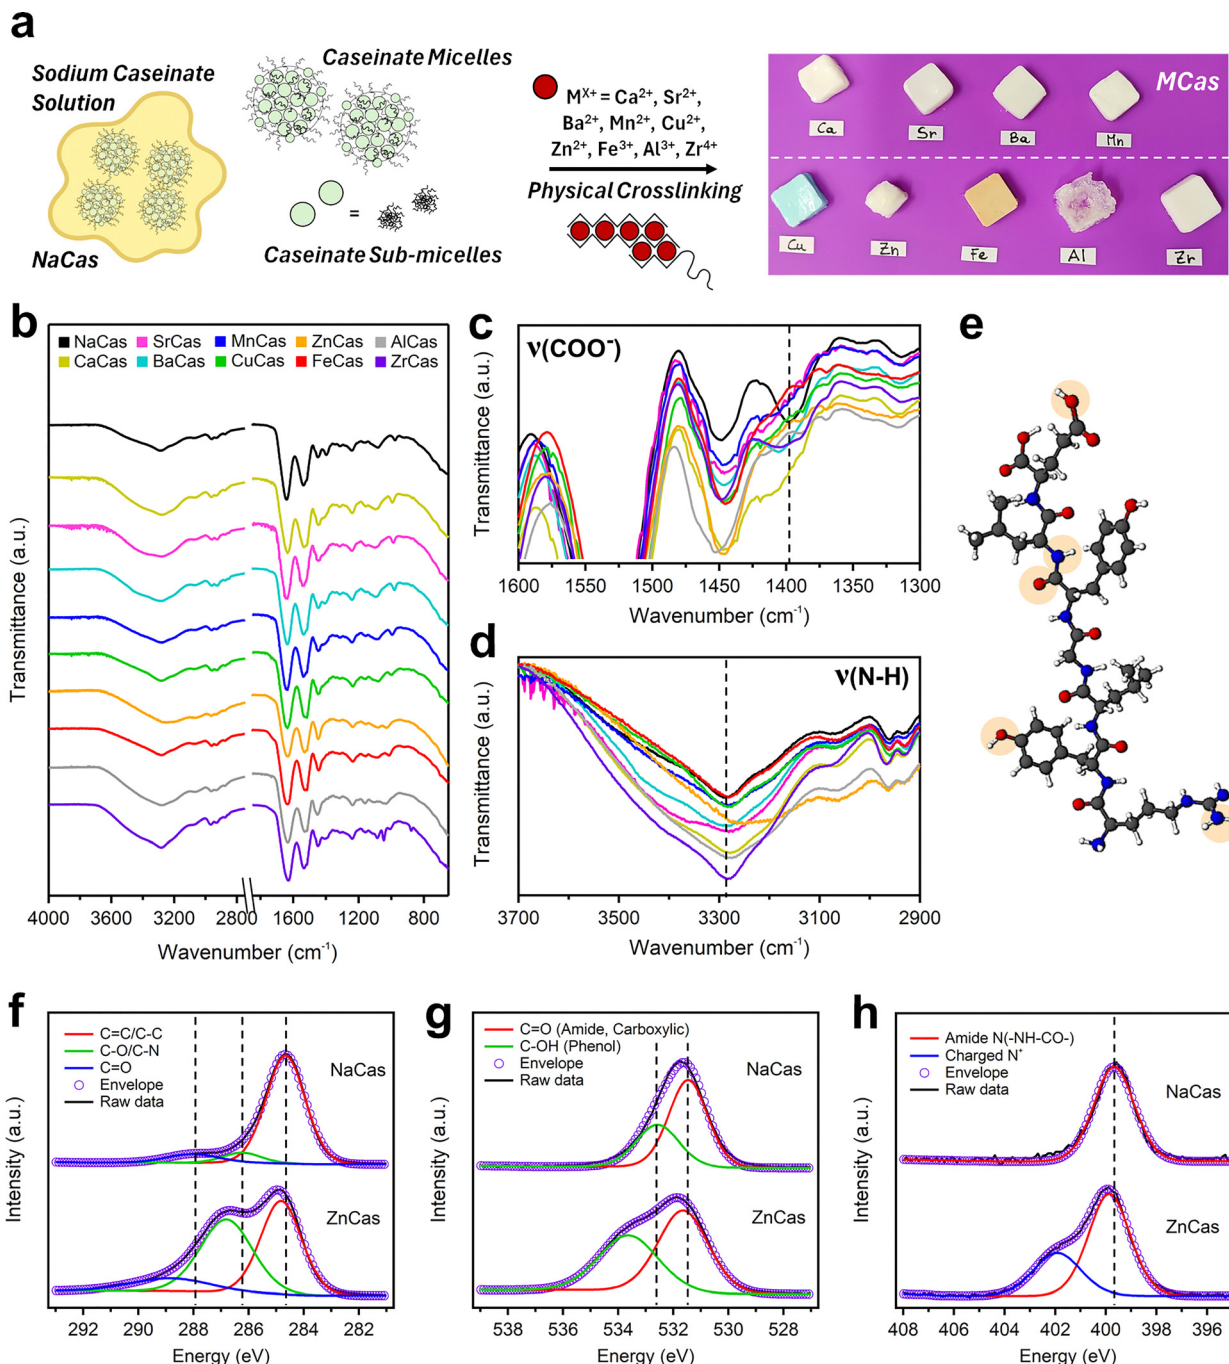 a
Sodium Caseinate
Solution
NaCas
Caseinate Micelles
=
Caseinate Sub-micelles
Mˣ⁺ = Ca²⁺, Sr²⁺,
Ba²⁺, Mn²⁺, Cu²⁺,
Zn²⁺, Fe³⁺, Al³⁺, Zr⁴⁺
Physical Crosslinking
MCas
Ca
Sr
Ba
Mn
Cu
Zn
Fe
Al
Zr
b
NaCas SrCas MnCas ZnCas AlCas
CaCas BaCas CuCas FeCas ZrCas
Transmittance (a.u.)
4000 3200 2800 1600 1200 800
Wavenumber (cm⁻¹)
c
ν(COO⁻)
Transmittance (a.u.)
1600 1500 1400 1300
Wavenumber (cm⁻¹)
d
ν(N-H)
Transmittance (a.u.)
3700 3500 3300 3100 2900
Wavenumber (cm⁻¹)
e
f
C=C/C-C
C-O/C-N
C=O
Envelope
Raw data
NaCas
ZnCas
Intensity (a.u.)
292 290 288 286 284 282
Energy (eV)
g
C=O (Amide, Carboxylic)
C-OH (Phenol)
Envelope
Raw data
NaCas
ZnCas
Intensity (a.u.)
538 536 534 532 530 528
Energy (eV)
h
Amide N(-NH-CO-)
Charged N⁺
Envelope
Raw data
NaCas
ZnCas
Intensity (a.u.)
408 406 404 402 400 398 396
Energy (eV)